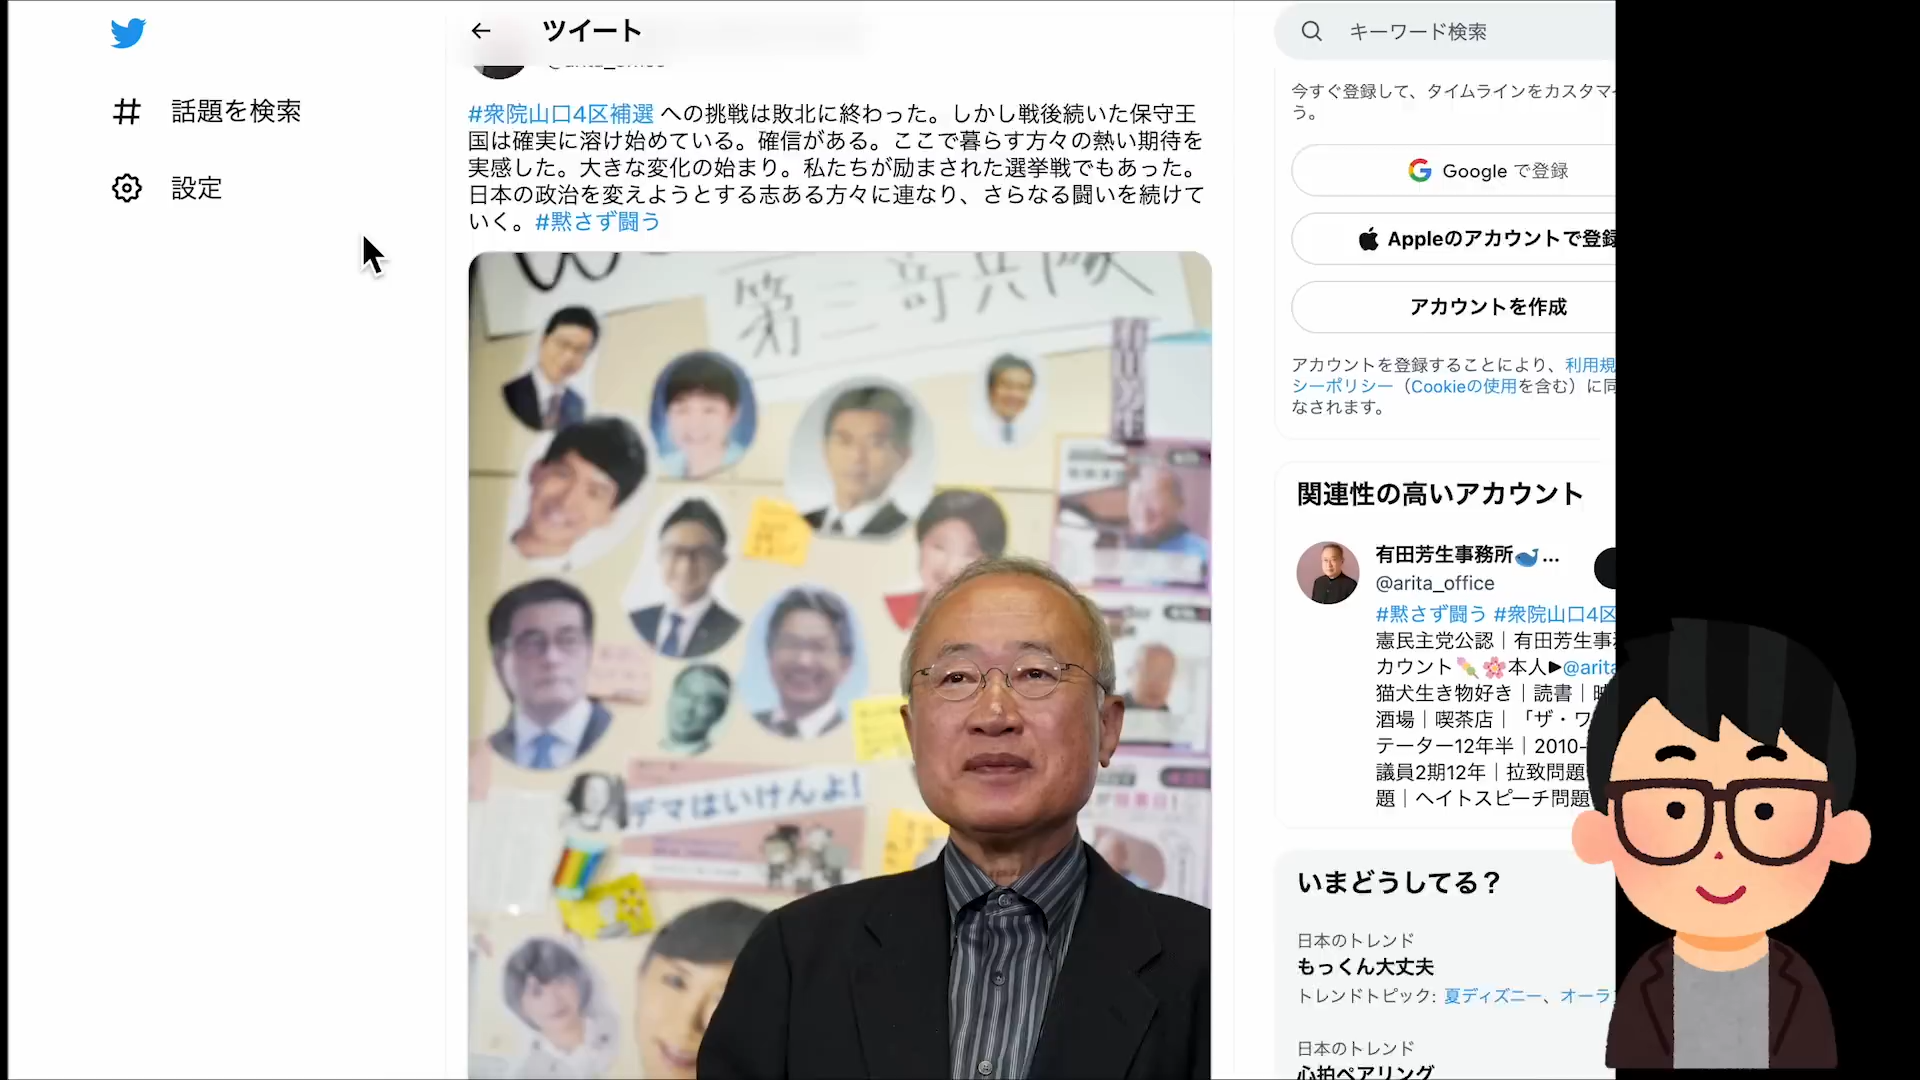 ツイート
話題を検索
設定
#衆院山口4区補選 への挑戦は敗北に終わった。しかし戦後続いた保守王
国は確実に溶け始めている。確信がある。ここで暮らす方々の熱い期待を
実感した。大きな変化の始まり。私たちが励まされた選挙戦でもあった。
日本の政治を変えようとする志ある方々に連なり、さらなる闘いを続けて
いく。#黙さず闘う
第二奇兵隊
有田芳生
デマはいけんよ!
キーワード検索
今すぐ登録して、タイムラインをカスタマイ
う。
Google で登録
Appleのアカウントで登録
アカウントを作成
アカウントを登録することにより、利用規
シーポリシー（Cookieの使用を含む）に同
なされます。
関連性の高いアカウント
有田芳生事務所🐳...
@arita_office
#黙さず闘う #衆院山口4区
憲民主党公認｜有田芳生事務
カウント🍡🌸本人▶@arita
猫犬生き物好き｜読書｜映
酒場｜喫茶店｜「ザ・ワ
テーター12年半｜2010-
議員2期12年｜拉致問題
題｜ヘイトスピーチ問題
いまどうしてる？
日本のトレンド
もっくん大丈夫
トレンドトピック: 夏ディズニー、オーラ
日本のトレンド
心拍ペアリング